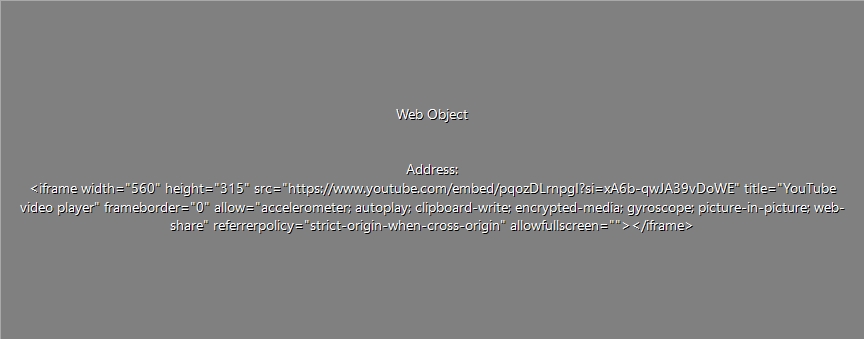 Web Object
Address:
<iframe width="560" height="315" src="https://www.youtube.com/embed/pqozDLrnpgI?si=xA6b-qwJA39vDoWE" title="YouTube
video player" frameborder="0" allow="accelerometer; autoplay; clipboard-write; encrypted-media; gyroscope; picture-in-picture; web-
share" referrerpolicy="strict-origin-when-cross-origin" allowfullscreen=""></iframe>